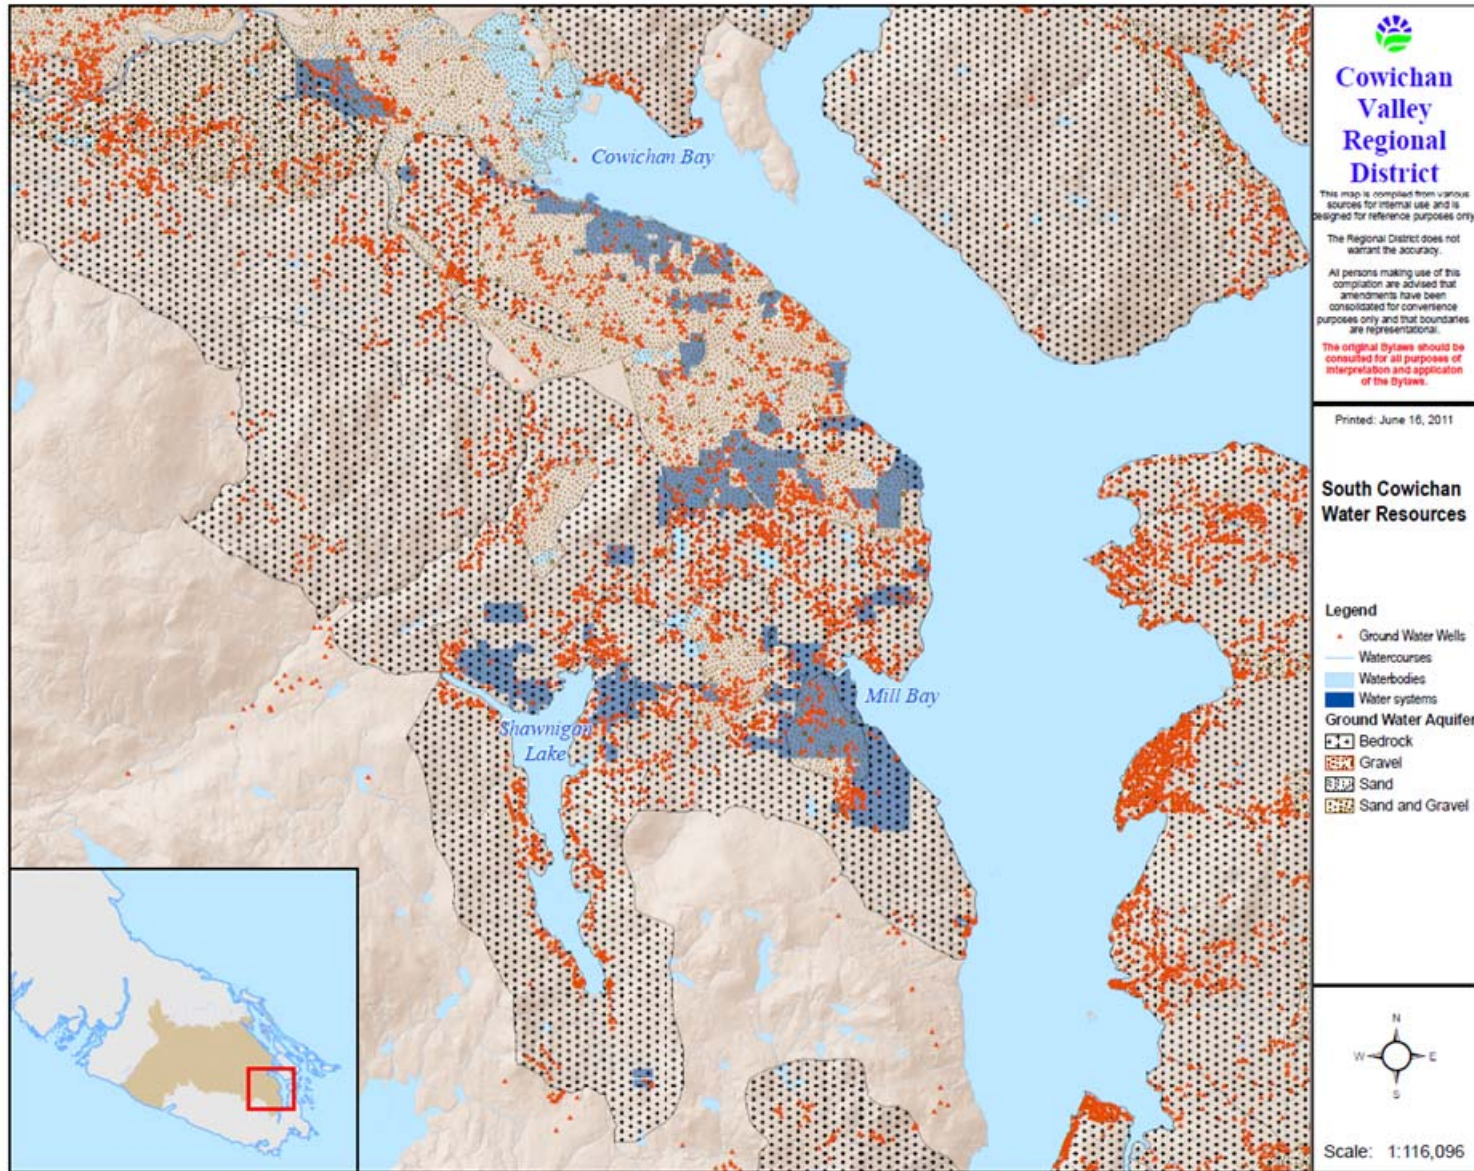 Cowichan Bay
Shawnigan
Lake
Mill Bay
Cowichan
Valley
Regional
District
This map is compiled from various
sources for internal use and is
designed for reference purposes only
The Regional District does not
warrant the accuracy.
All persons making use of this
compilation are advised that
amendments have been
consolidated for convenience
purposes only and that boundaries
are representational.
The original Bylaws should be
consulted for all purposes of
interpretation and applicaton
of the Bylaws.
Printed: June 16, 2011
South Cowichan
Water Resources
Legend
Ground Water Wells
Watercourses
Waterbodies
Water systems
Ground Water Aquifer
Bedrock
Gravel
Sand
Sand and Gravel
N
W E
S
Scale: 1:116,096